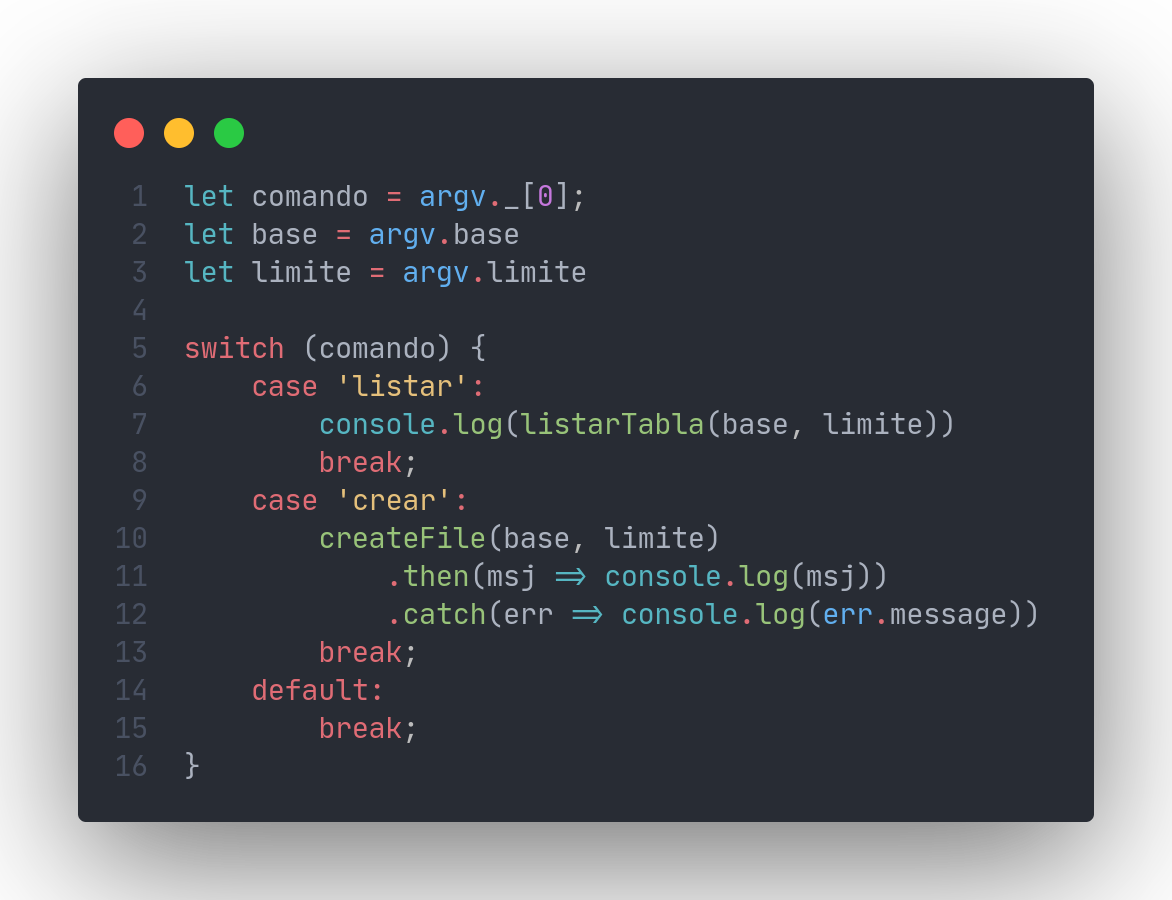 1 let comando = argv._[0];
2 let base = argv.base
3 let limite = argv.limite
4
5 switch (comando) {
6     case 'listar':
7         console.log(listarTabla(base, limite))
8         break;
9     case 'crear':
10         createFile(base, limite)
11             .then(msj => console.log(msj))
12             .catch(err => console.log(err.message))
13         break;
14     default:
15         break;
16 }